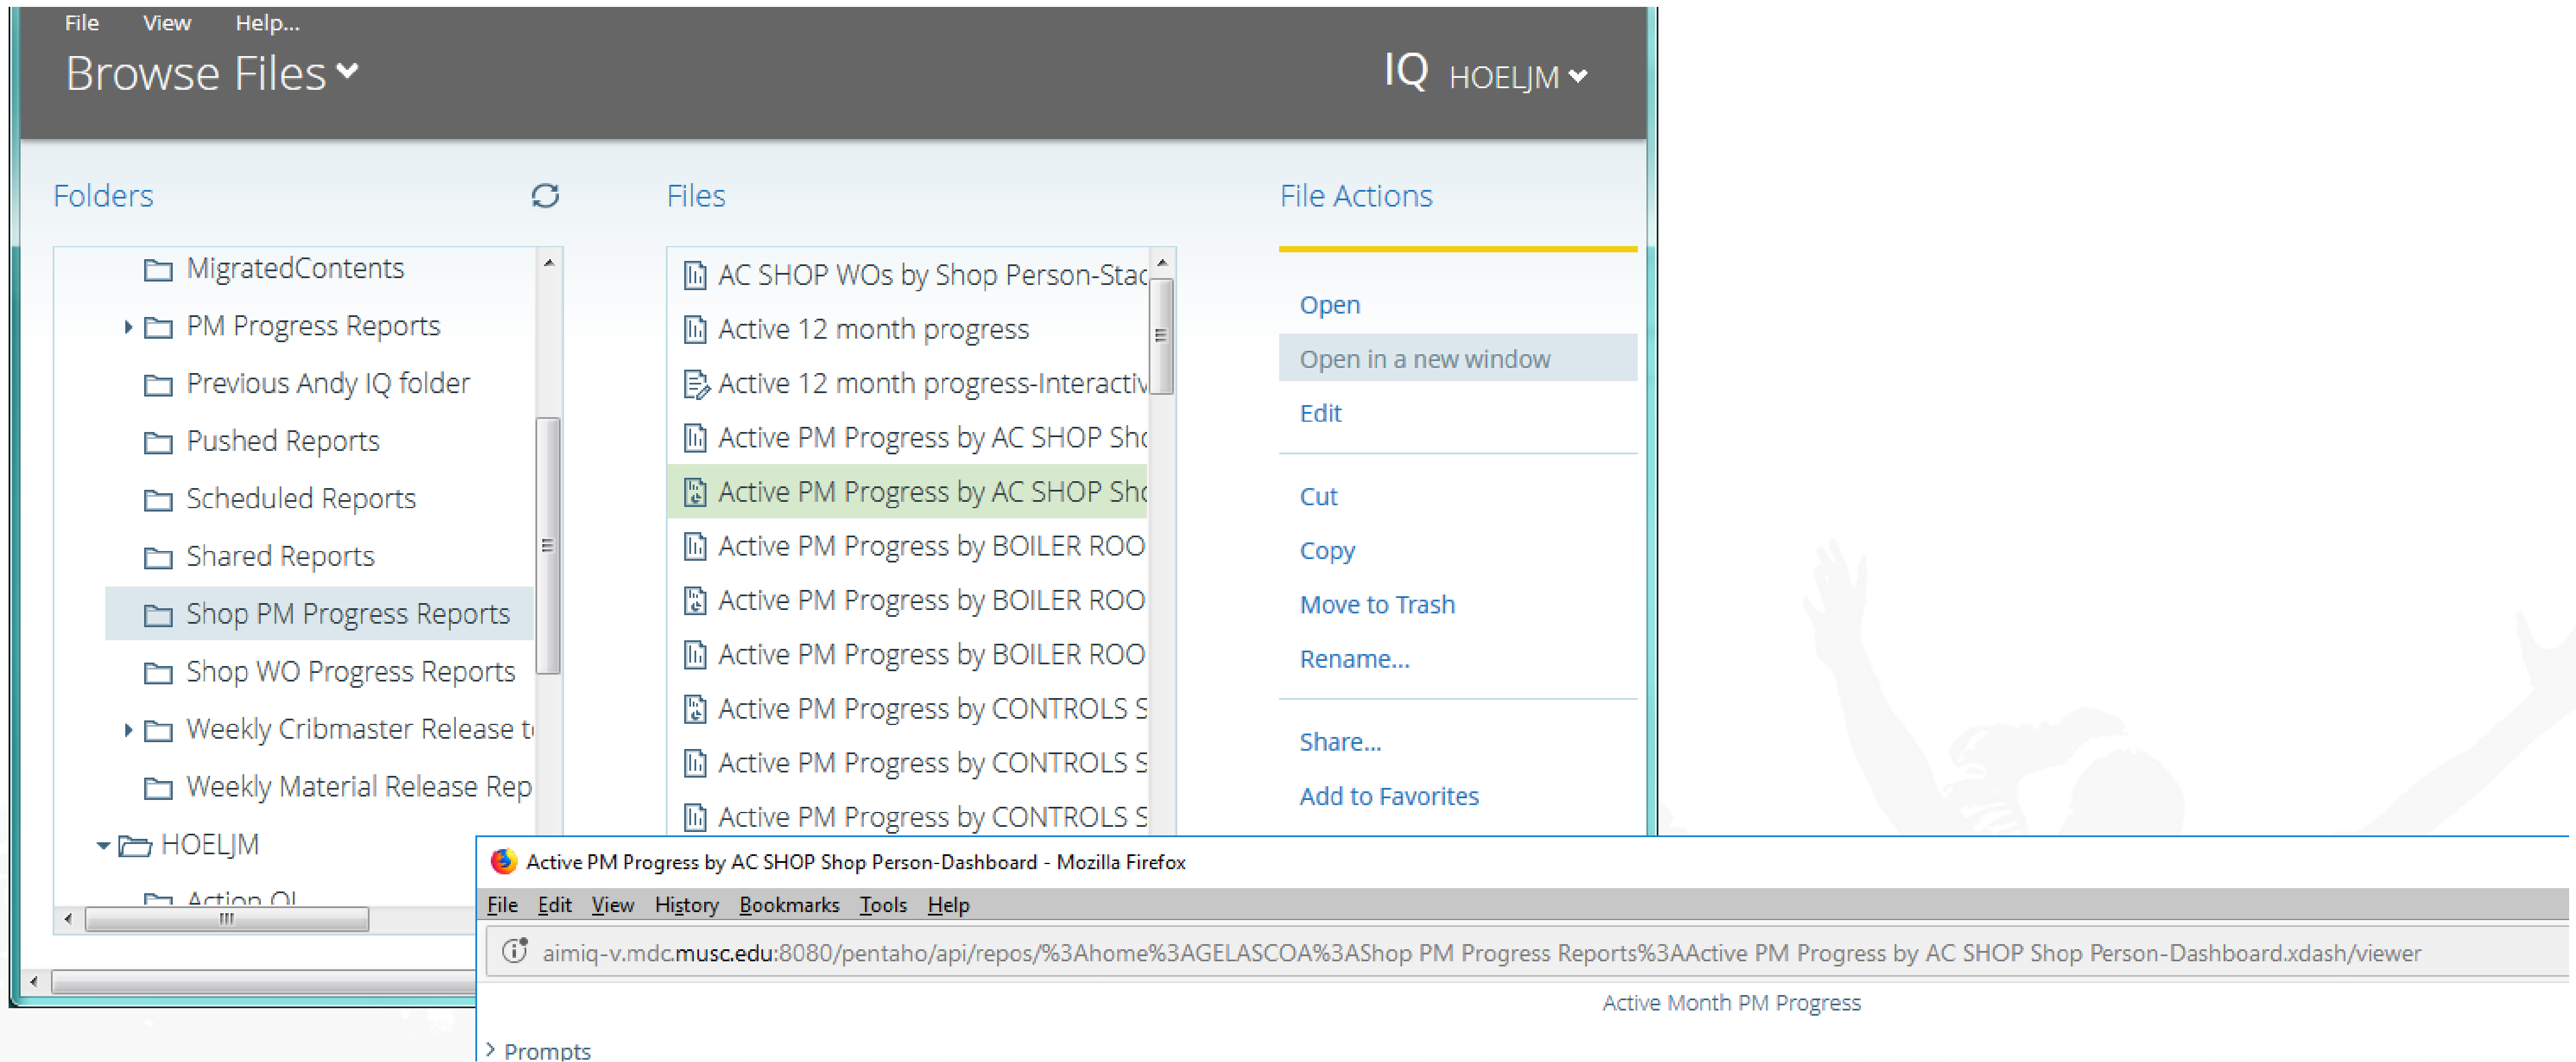 File View Help...
Browse Files
IQ HOELJM
Folders
MigratedContents
PM Progress Reports
Previous Andy IQ folder
Pushed Reports
Scheduled Reports
Shared Reports
Shop PM Progress Reports
Shop WO Progress Reports
Weekly Cribmaster Release
Weekly Material Release Rep
HOELJM
Action
Files
AC SHOP WOs by Shop Person-Stac
Active 12 month progress
Active 12 month progress-Interactiv
Active PM Progress by AC SHOP Sho
Active PM Progress by AC SHOP Sho
Active PM Progress by BOILER ROO
Active PM Progress by BOILER ROO
Active PM Progress by BOILER ROO
Active PM Progress by CONTROLS S
Active PM Progress by CONTROLS S
Active PM Progress by CONTROLS S
File Actions
Open
Open in a new window
Edit
Cut
Copy
Move to Trash
Rename...
Share...
Add to Favorites
Active PM Progress by AC SHOP Shop Person-Dashboard - Mozilla Firefox
File Edit View History Bookmarks Tools Help
aimiq-v.mdc.musc.edu:8080/pentaho/api/repos/%3Ahome%3AGELASCOA%3AShop PM Progress Reports%3AActive PM Progress by AC SHOP Shop Person-Dashboard.xdash/viewer
Active Month PM Progress
Prompts